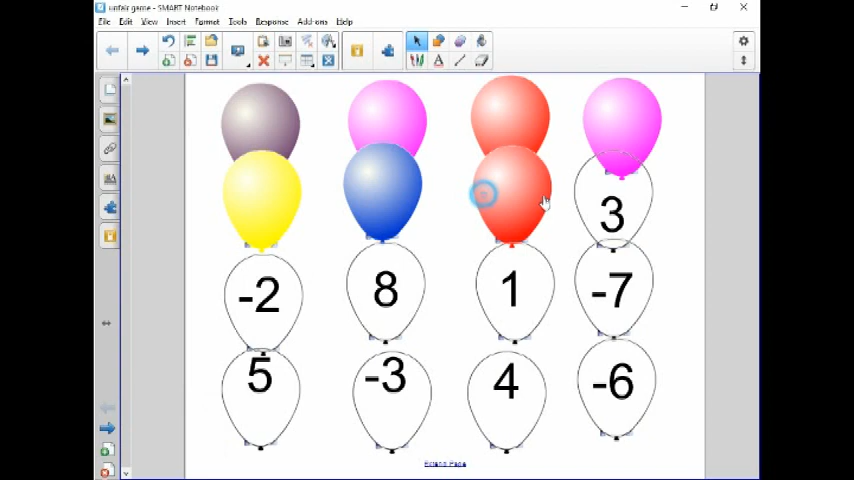 unfair game - SMART Notebook
File Edit View Insert Format Tools Response Add-ons Help
3
-2 8 1 -7
5 -3 4 -6
Extend Page